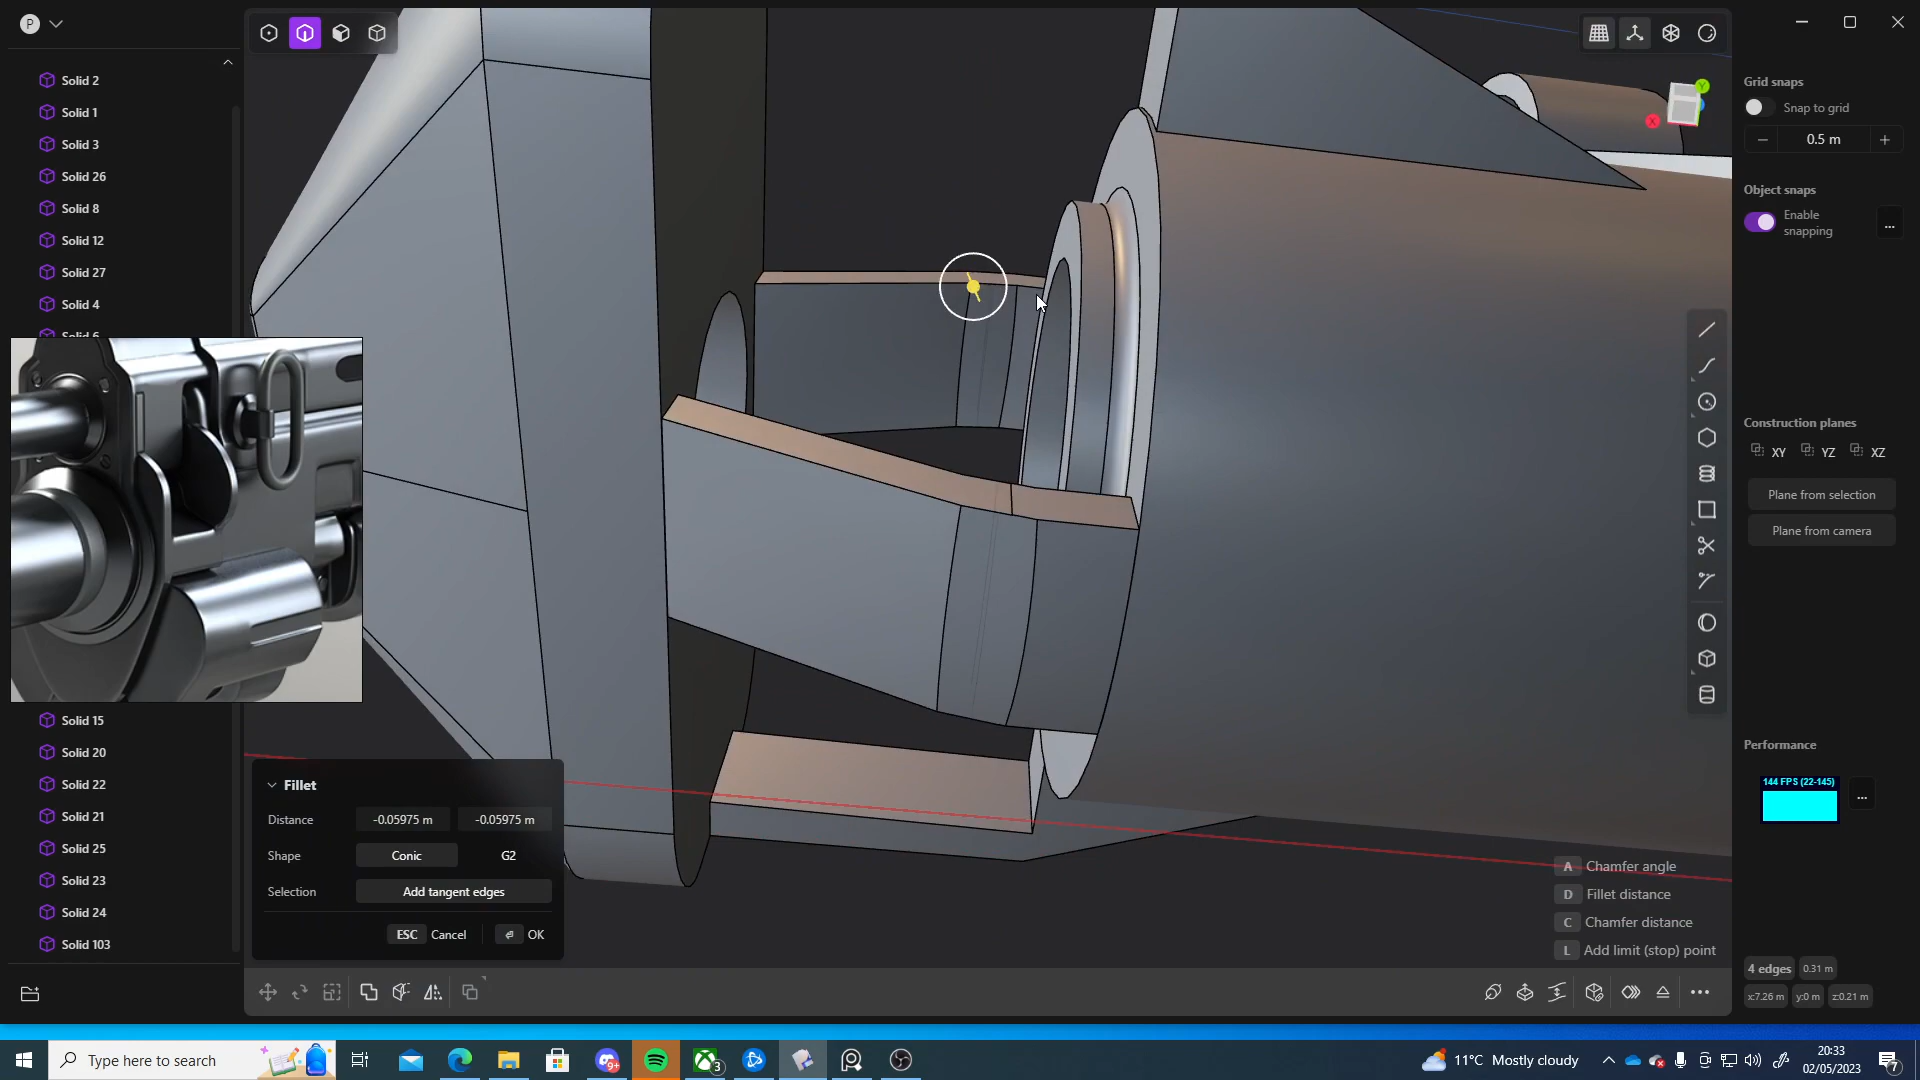 P
Solid 2
Solid 1
Solid 3
Solid 26
Solid 8
Solid 12
Solid 27
Solid 4
Solid 15
Solid 20
Solid 22
Solid 21
Solid 25
Solid 23
Solid 24
Solid 103
Y
X
Grid snaps
Snap to grid
0.5 m
Object snaps
Enable
snapping
...
Construction planes
XY
YZ
XZ
Plane from selection
Plane from camera
Performance
144 FPS (22-145)
...
Fillet
Distance
-0.05975 m
-0.05975 m
Shape
Conic
G2
Selection
Add tangent edges
ESC
Cancel
OK
A Chamfer angle
D Fillet distance
C Chamfer distance
L Add limit (stop) point
4 edges
0.31 m
x:7.26 m
y:0 m
z:0.21 m
Type here to search
9+
3
11°C Mostly cloudy
20:33
02/05/2023
7